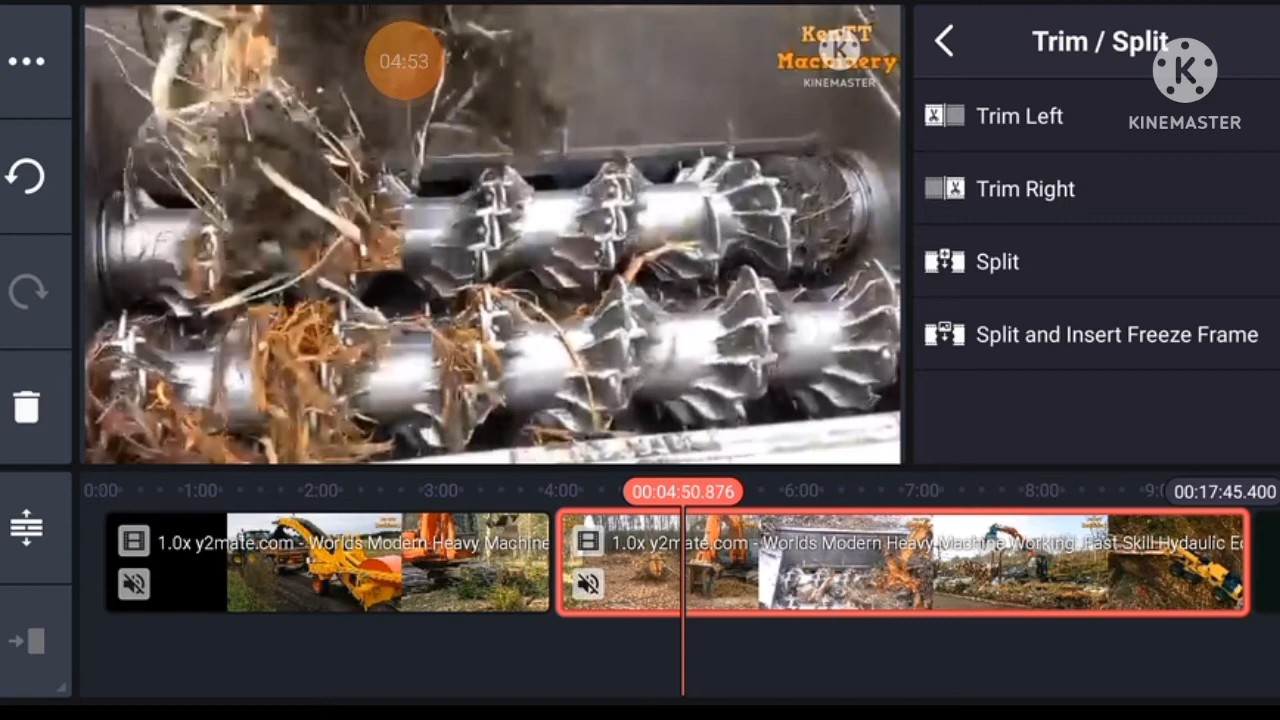 04:53
KenTT
Machinery
KINEMASTER
Trim / Split
KINEMASTER
Trim Left
Trim Right
Split
Split and Insert Freeze Frame
0:00 1:00 2:00 3:00 4:00 00:04:50.876 6:00 7:00 8:00 00:17:45.400
1.0x y2mate.com - Worlds Modern Heavy Machine
1.0x y2mate.com - Worlds Modern Heavy Machine Working Fast Skill Hydraulic